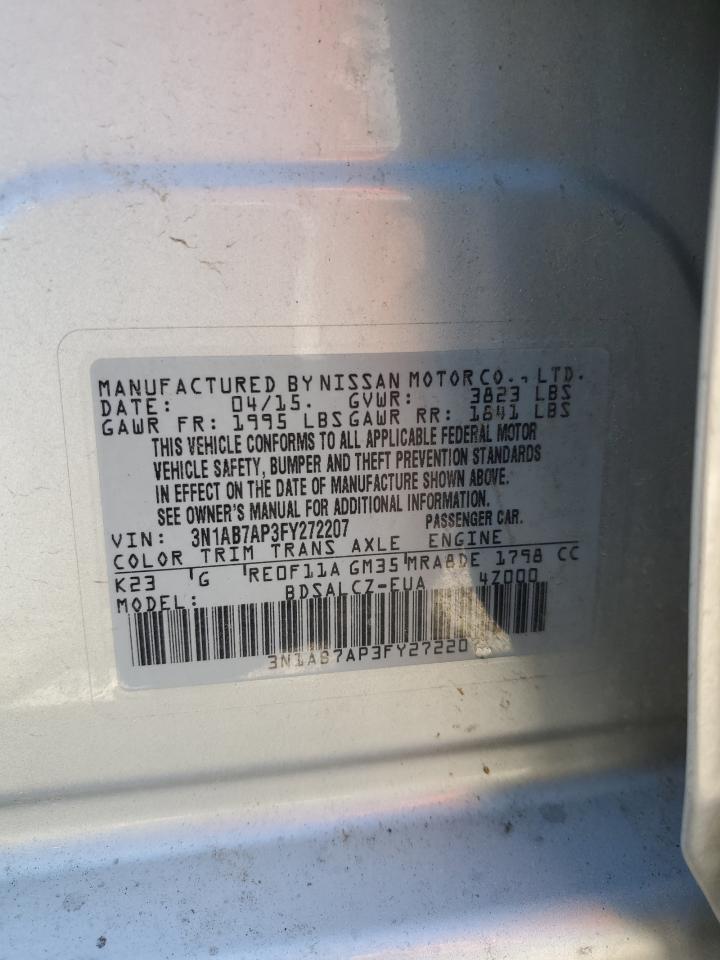 MANUFACTURED BY NISSAN MOTOR CO., LTD.
DATE: 04/15. GVWR: 3823 LBS
GAWR FR: 1995 LBS GAWR RR: 1841 LBS
THIS VEHICLE CONFORMS TO ALL APPLICABLE FEDERAL MOTOR
VEHICLE SAFETY, BUMPER AND THEFT PREVENTION STANDARDS
IN EFFECT ON THE DATE OF MANUFACTURE SHOWN ABOVE.
SEE OWNER'S MANUAL FOR ADDITIONAL INFORMATION.
VIN: 3N1AB7AP3FY272207 PASSENGER CAR.
COLOR TRIM TRANS AXLE ENGINE
K23 G RE0F11A GM35 MRA8DE 1798 CC
MODEL: BDSALCZ-EUA 4Z000
3N1AB7AP3FY27220